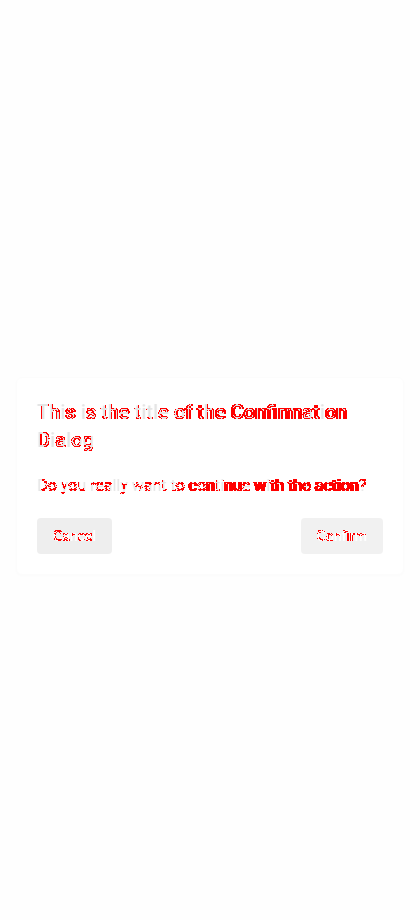 This is the title of the Confirmation
Dialog
Do you really want to continue with the action?
Cancel
Confirm